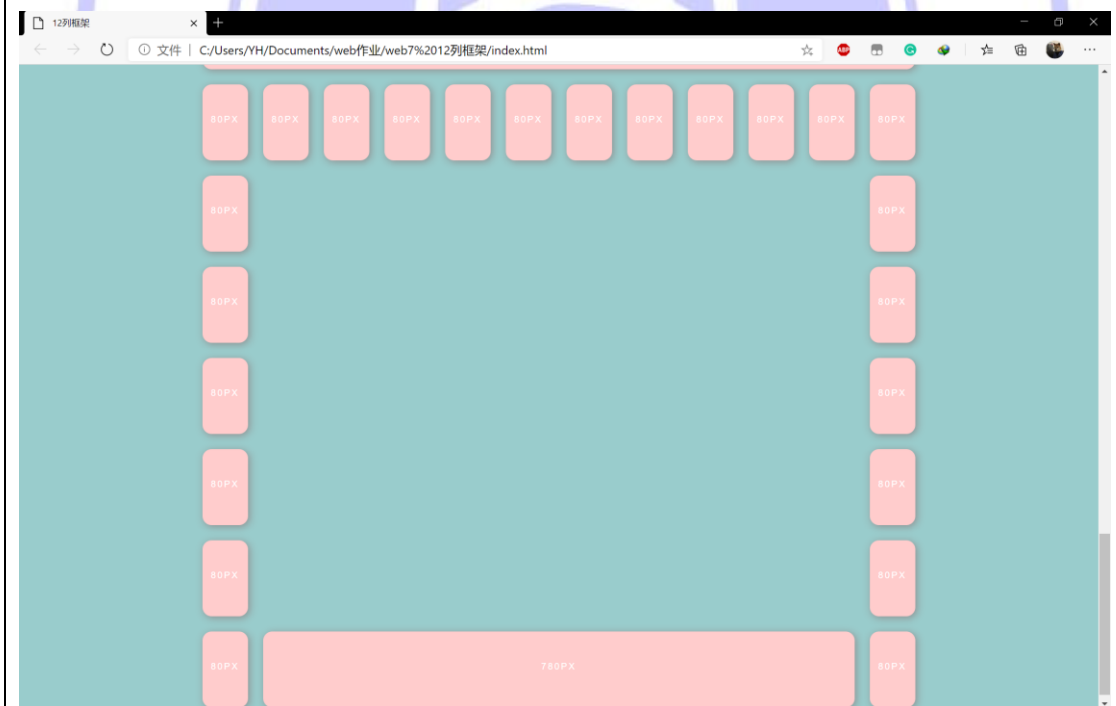 12列框架
文件 C:/Users/YH/Documents/web作业/web7%2012列框架/index.html
ABP
80PX 80PX 80PX 80PX 80PX 80PX 80PX 80PX 80PX 80PX 80PX 80PX
80PX 80PX
80PX 80PX
80PX 80PX
80PX 80PX
80PX 80PX
80PX 780PX 80PX